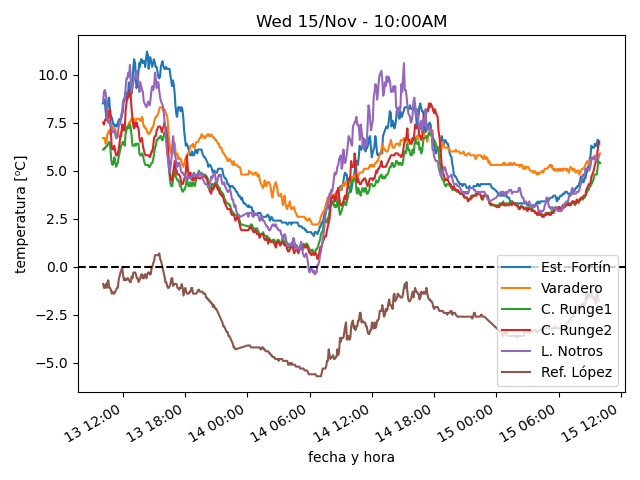 Wed 15/Nov - 10:00AM
temperatura [ºC]
10.0
7.5
5.0
2.5
0.0
−2.5
−5.0
Est. Fortín
Varadero
C. Runge1
C. Runge2
L. Notros
Ref. López
13 12:00
13 18:00
14 00:00
14 06:00
14 12:00
14 18:00
15 00:00
15 06:00
15 12:00
fecha y hora